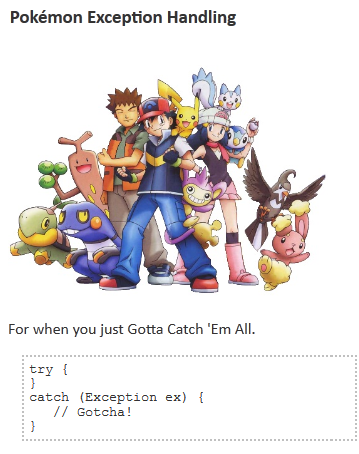 Pokémon Exception Handling
For when you just Gotta Catch 'Em All.
try {
}
catch (Exception ex) {
   // Gotcha!
}